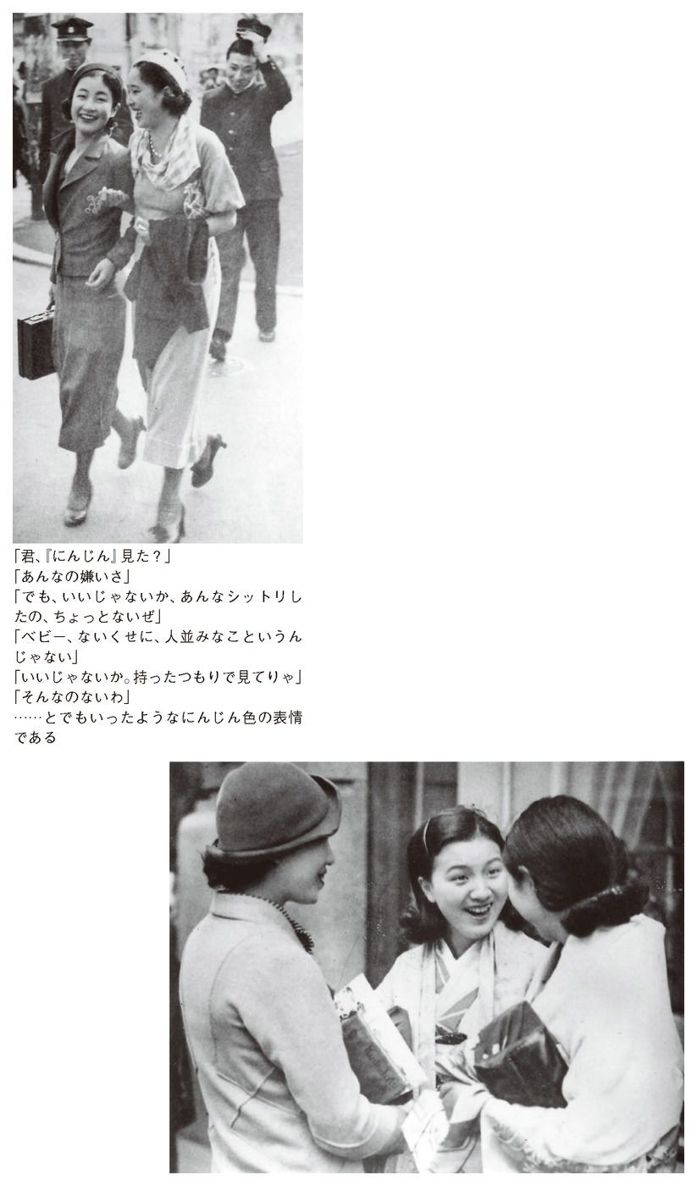 「君、『にんじん』見た？」
「あんなの嫌いさ」
「でも、いいじゃないか、あんなシットリし
たの、ちょっとないぜ」
「ベビー、ないくせに、人並みなこというん
じゃない」
「いいじゃないか。持ったつもりで見てりゃ」
「そんなのないわ」
……とでもいったようなにんじん色の表情
である